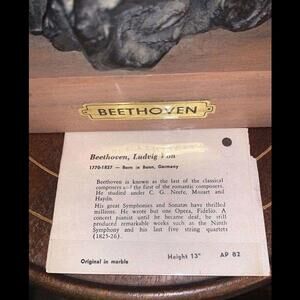 BEETHOVEN
Beethoven, Ludvig Von
1770-1827 — Born in Bonn, Germany
Beethoven is known as the last of the classical
composers and the first of the romantic composers.
He studied under C. G. Neefe, Mozart and
Haydn.
His great Symphonies and Sonatas have thrilled
millions. He wrote but one Opera, Fidelio. A
concert pianist until he became deaf, he still
produced remarkable works such as the Ninth
Symphony and his last five string quartets
(1825-26).
Original in marble Height 13" AP 82